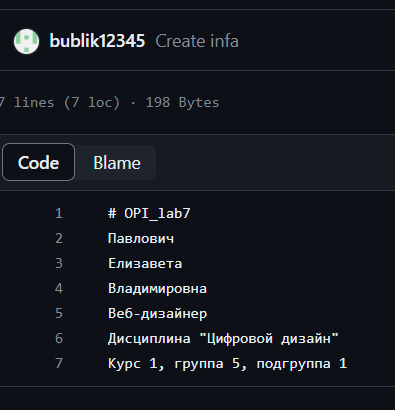 bublik12345 Create infa
7 lines (7 loc) · 198 Bytes
Code Blame
1 # OPI_lab7
2 Павлович
3 Елизавета
4 Владимировна
5 Веб-дизайнер
6 Дисциплина "Цифровой дизайн"
7 Курс 1, группа 5, подгруппа 1